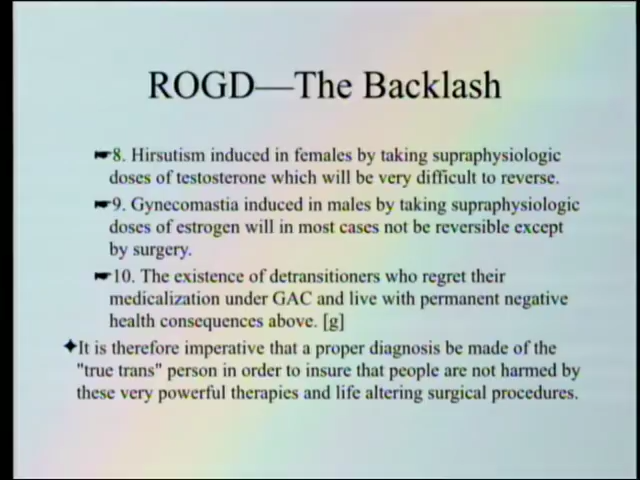 ROGD—The Backlash
☛8. Hirsutism induced in females by taking supraphysiologic
doses of testosterone which will be very difficult to reverse.
☛9. Gynecomastia induced in males by taking supraphysiologic
doses of estrogen will in most cases not be reversible except
by surgery.
☛10. The existence of detransitioners who regret their
medicalization under GAC and live with permanent negative
health consequences above. [g]
✦It is therefore imperative that a proper diagnosis be made of the
"true trans" person in order to insure that people are not harmed by
these very powerful therapies and life altering surgical procedures.